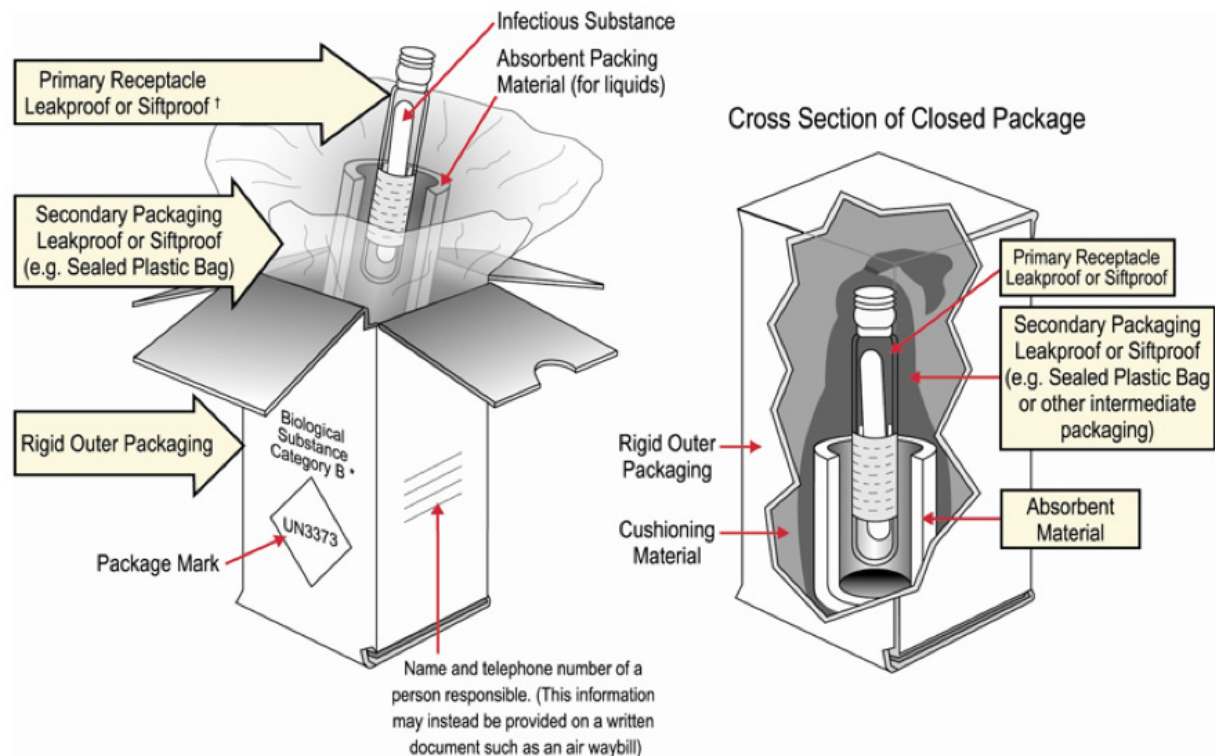 Infectious Substance
Absorbent Packing
Material (for liquids)
Primary Receptacle
Leakproof or Siftproof †
Secondary Packaging
Leakproof or Siftproof
(e.g. Sealed Plastic Bag)
Rigid Outer Packaging
Biological
Substance
Category B *
UN3373
Package Mark
Name and telephone number of a
person responsible. (This information
may instead be provided on a written
document such as an air waybill)
Cross Section of Closed Package
Primary Receptacle
Leakproof or Siftproof
Secondary Packaging
Leakproof or Siftproof
(e.g. Sealed Plastic Bag
or other intermediate
packaging)
Rigid Outer
Packaging
Cushioning
Material
Absorbent
Material